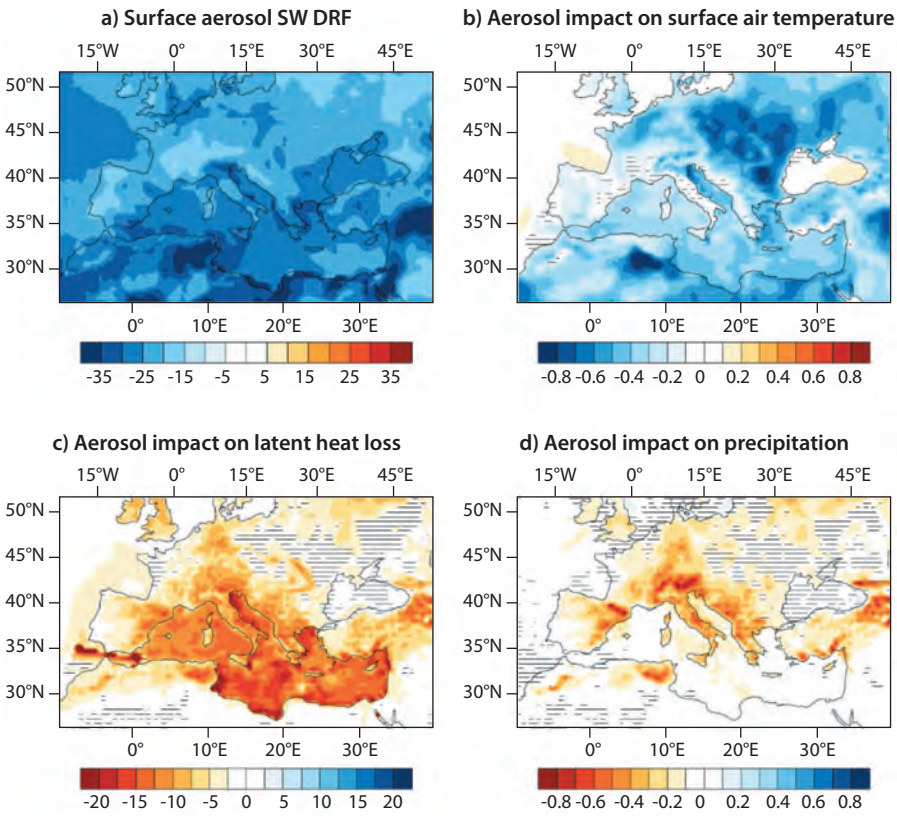 a) Surface aerosol SW DRF
15°W 0° 15°E 30°E 45°E
50°N
45°N
40°N
35°N
30°N
0° 10°E 20°E 30°E
-35 -25 -15 -5 5 15 25 35
b) Aerosol impact on surface air temperature
15°W 0° 15°E 30°E 45°E
50°N
45°N
40°N
35°N
30°N
0° 10°E 20°E 30°E
-0.8 -0.6 -0.4 -0.2 0 0.2 0.4 0.6 0.8
c) Aerosol impact on latent heat loss
15°W 0° 15°E 30°E 45°E
50°N
45°N
40°N
35°N
30°N
0° 10°E 20°E 30°E
-20 -15 -10 -5 0 5 10 15 20
d) Aerosol impact on precipitation
15°W 0° 15°E 30°E 45°E
50°N
45°N
40°N
35°N
30°N
0° 10°E 20°E 30°E
-0.8 -0.6 -0.4 -0.2 0 0.2 0.4 0.6 0.8